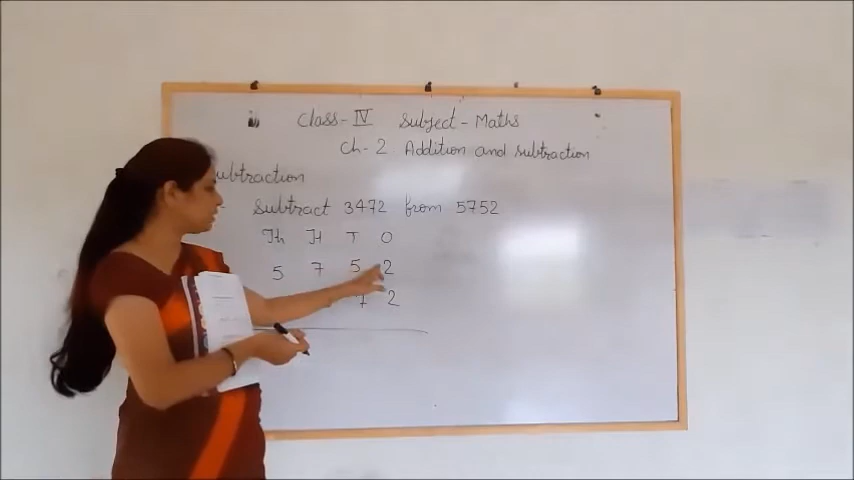 Class-IV Subject-Maths
Ch-2 Addition and subtraction
ubtraction
Subtract 3472 from 5752
Th H T O
5 7 5 2
7 2